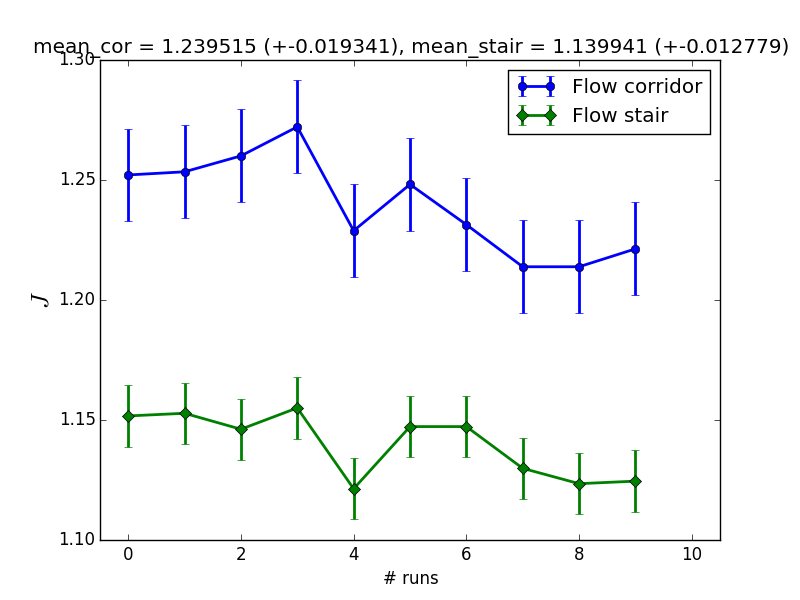 mean_cor = 1.239515 (+-0.019341), mean_stair = 1.139941 (+-0.012779)
1.30
Flow corridor
Flow stair
1.25
J
1.20
1.15
1.10
0 2 4 6 8 10
# runs